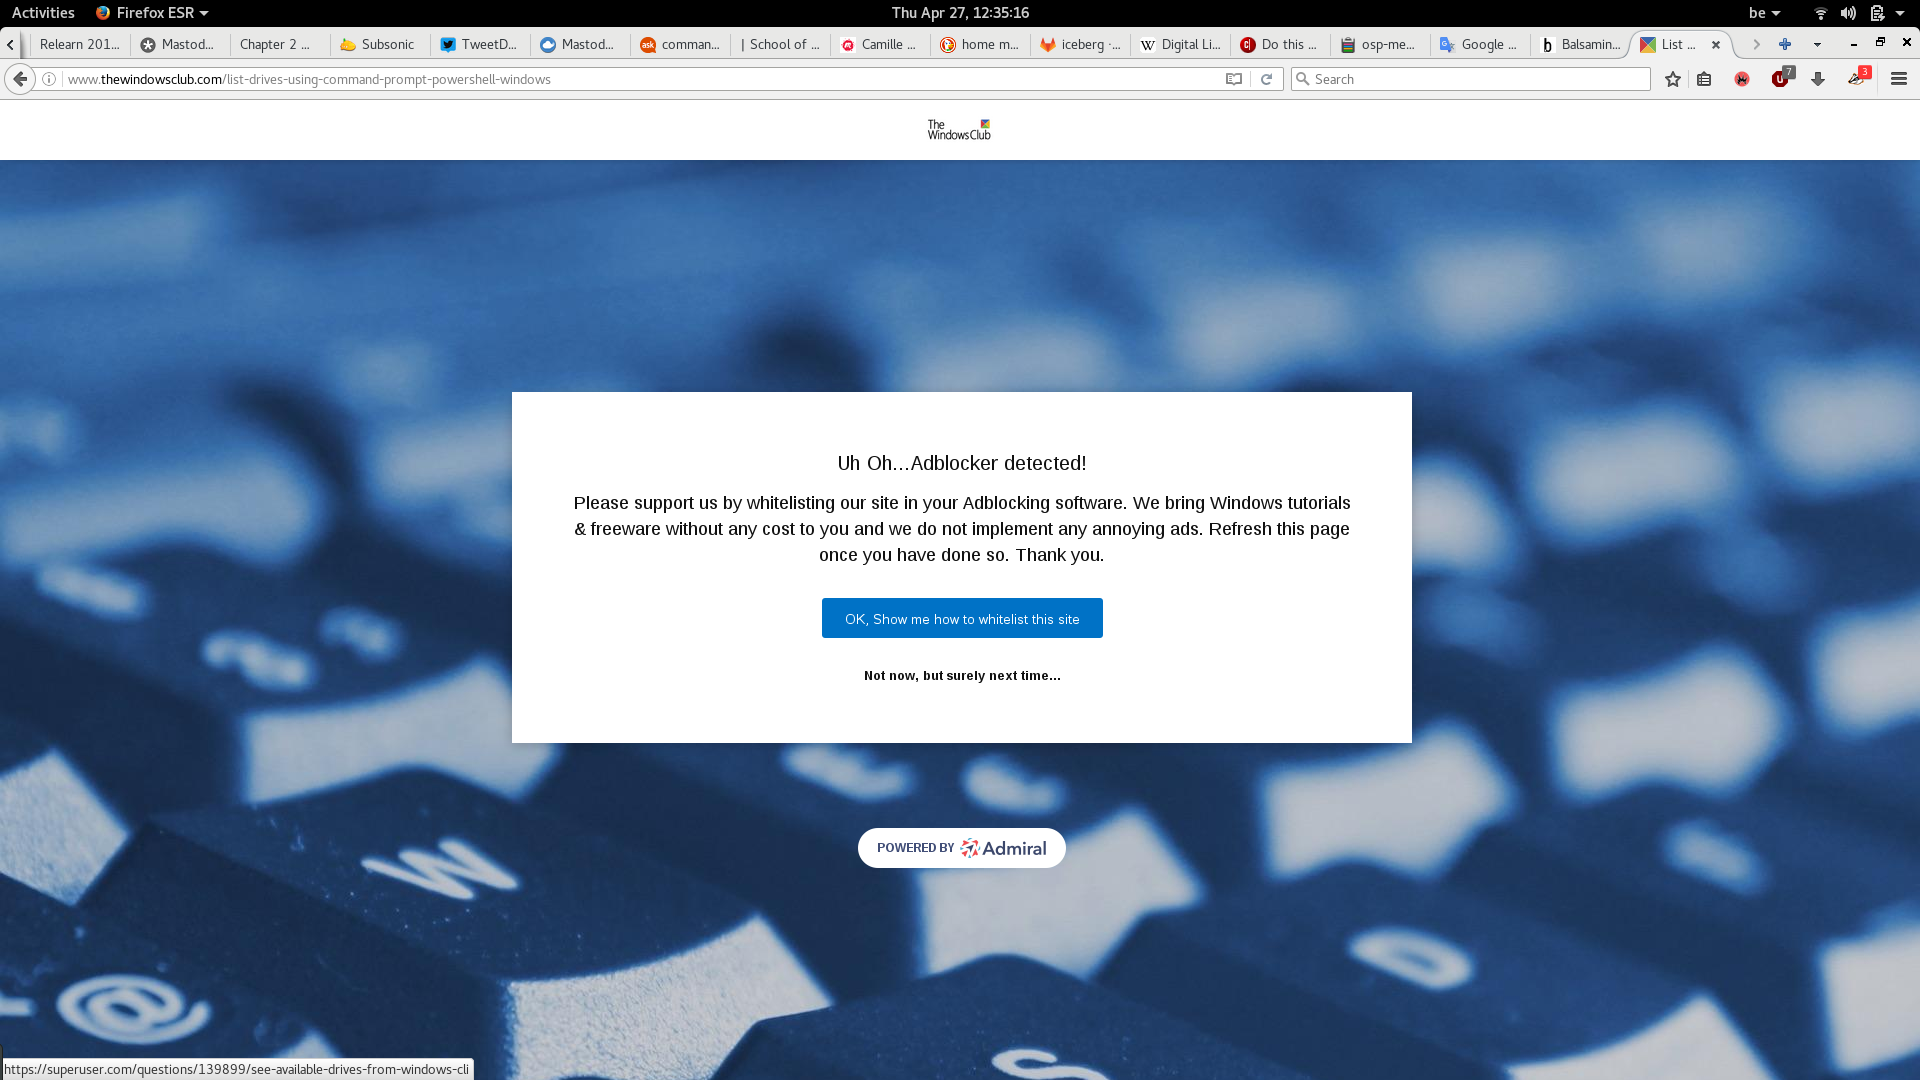 Activities Firefox ESR Thu Apr 27, 12:35:16 be
Relearn 201... Mastod... Chapter 2 ... Subsonic TweetD... Mastod... comman... | School of ... Camille ... home m... iceberg ·... Digital Li... Do this ... osp-me... Google ... Balsamin... List ...
www.thewindowsclub.com/list-drives-using-command-prompt-powershell-windows Search 7 3
The
WindowsClub
Uh Oh...Adblocker detected!
Please support us by whitelisting our site in your Adblocking software. We bring Windows tutorials
& freeware without any cost to you and we do not implement any annoying ads. Refresh this page
once you have done so. Thank you.
OK, Show me how to whitelist this site
Not now, but surely next time...
POWERED BY Admiral
W
D
@
S
https://superuser.com/questions/139899/see-available-drives-from-windows-cli